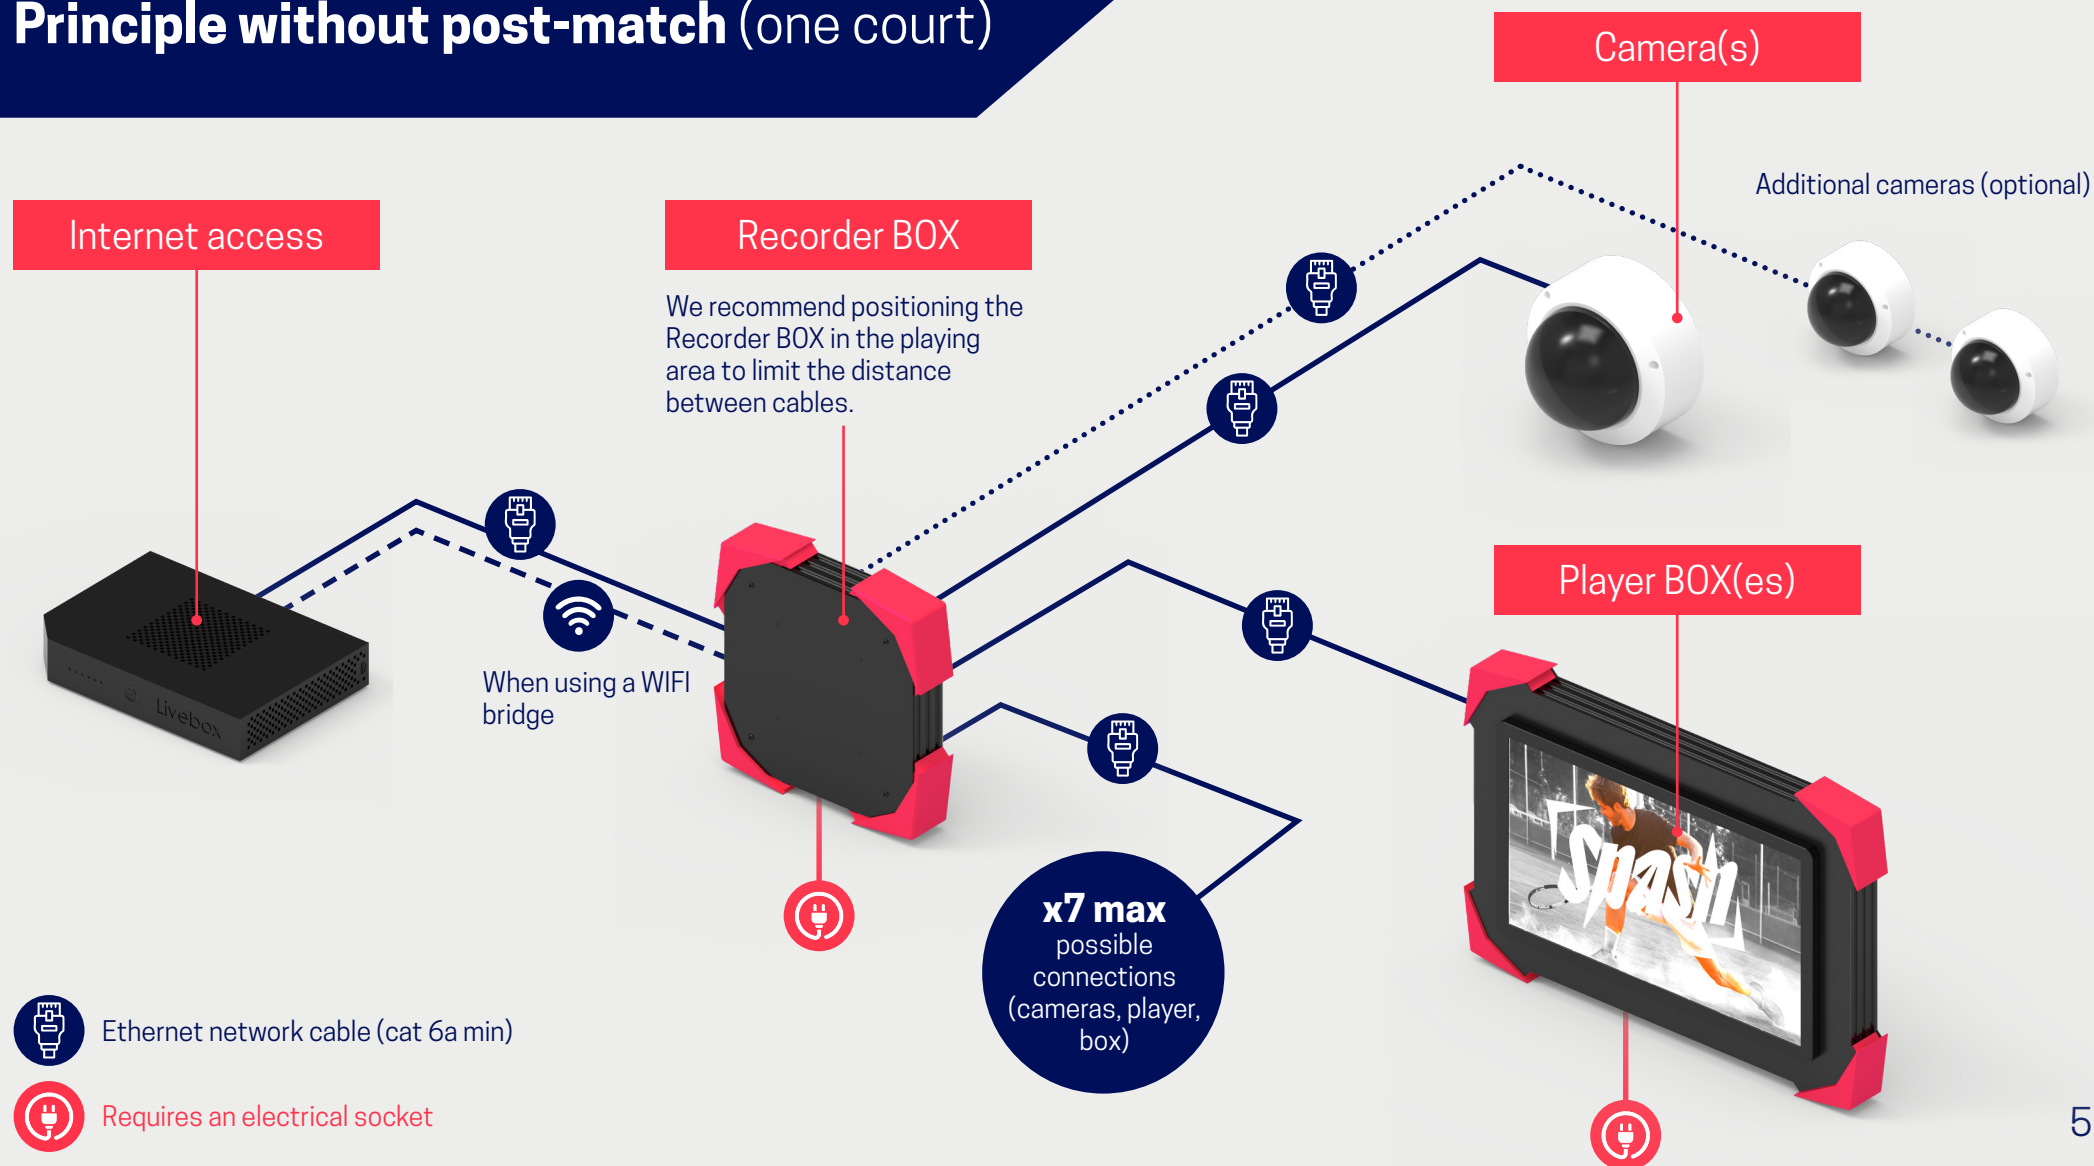 Principle without post-match (one court)
Camera(s)
Additional cameras (optional)
Internet access
Recorder BOX
We recommend positioning the
Recorder BOX in the playing
area to limit the distance
between cables.
When using a WIFI
bridge
Livebox
Player BOX(es)
Spash
x7 max
possible
connections
(cameras, player,
box)
Ethernet network cable (cat 6a min)
Requires an electrical socket
5